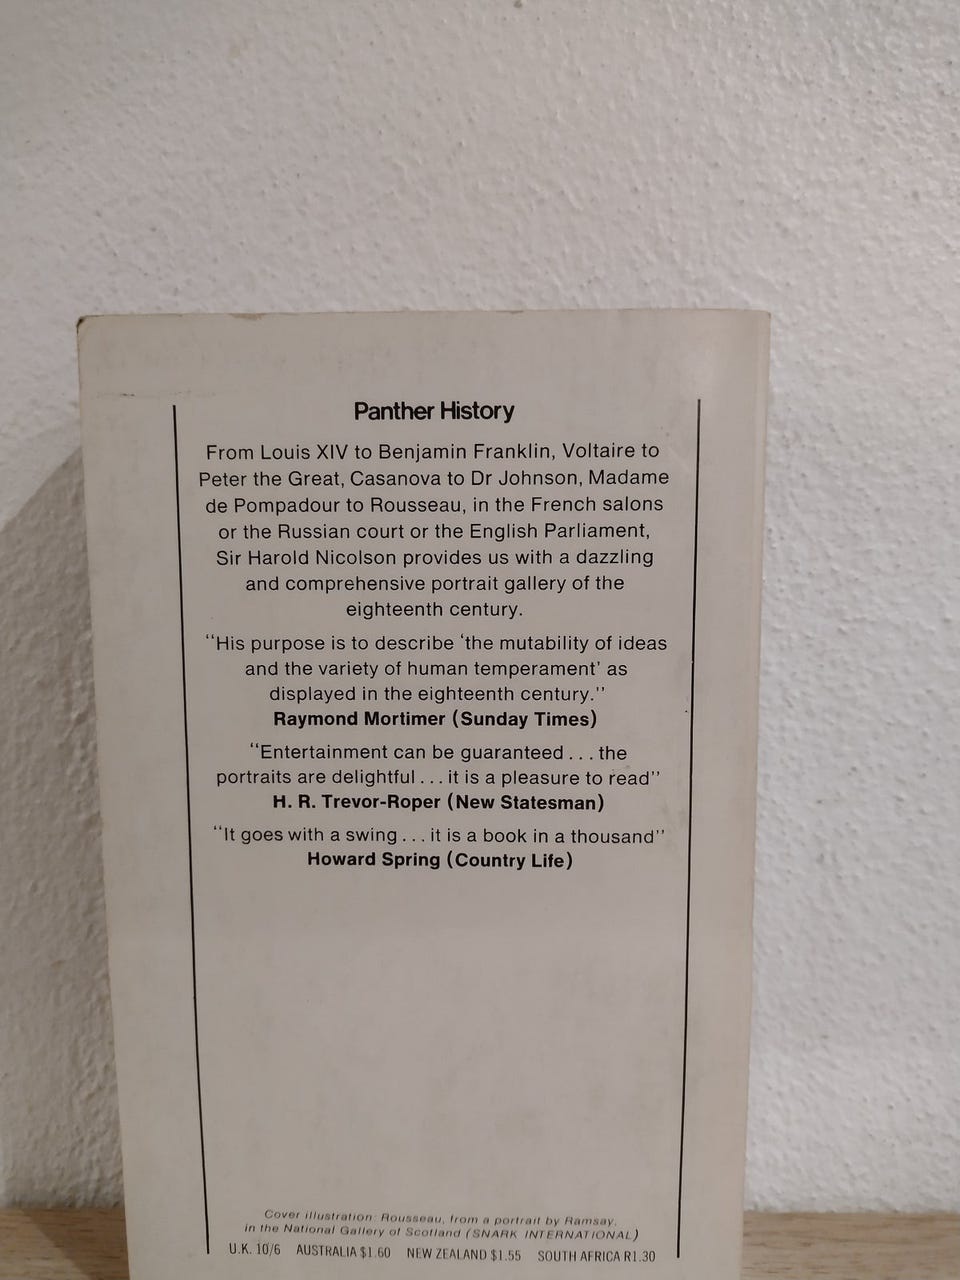 Panther History
From Louis XIV to Benjamin Franklin, Voltaire to
Peter the Great, Casanova to Dr Johnson, Madame
de Pompadour to Rousseau, in the French salons
or the Russian court or the English Parliament,
Sir Harold Nicolson provides us with a dazzling
and comprehensive portrait gallery of the
eighteenth century.
“His purpose is to describe ‘the mutability of ideas
and the variety of human temperament’ as
displayed in the eighteenth century.”
Raymond Mortimer (Sunday Times)
“Entertainment can be guaranteed . . . the
portraits are delightful . . . it is a pleasure to read”
H. R. Trevor-Roper (New Statesman)
“It goes with a swing . . . it is a book in a thousand”
Howard Spring (Country Life)
Cover illustration: Rousseau, from a portrait by Ramsay,
in the National Gallery of Scotland (SNARK INTERNATIONAL)
U.K. 10/6 AUSTRALIA $1.60 NEW ZEALAND $1.55 SOUTH AFRICA R1.30